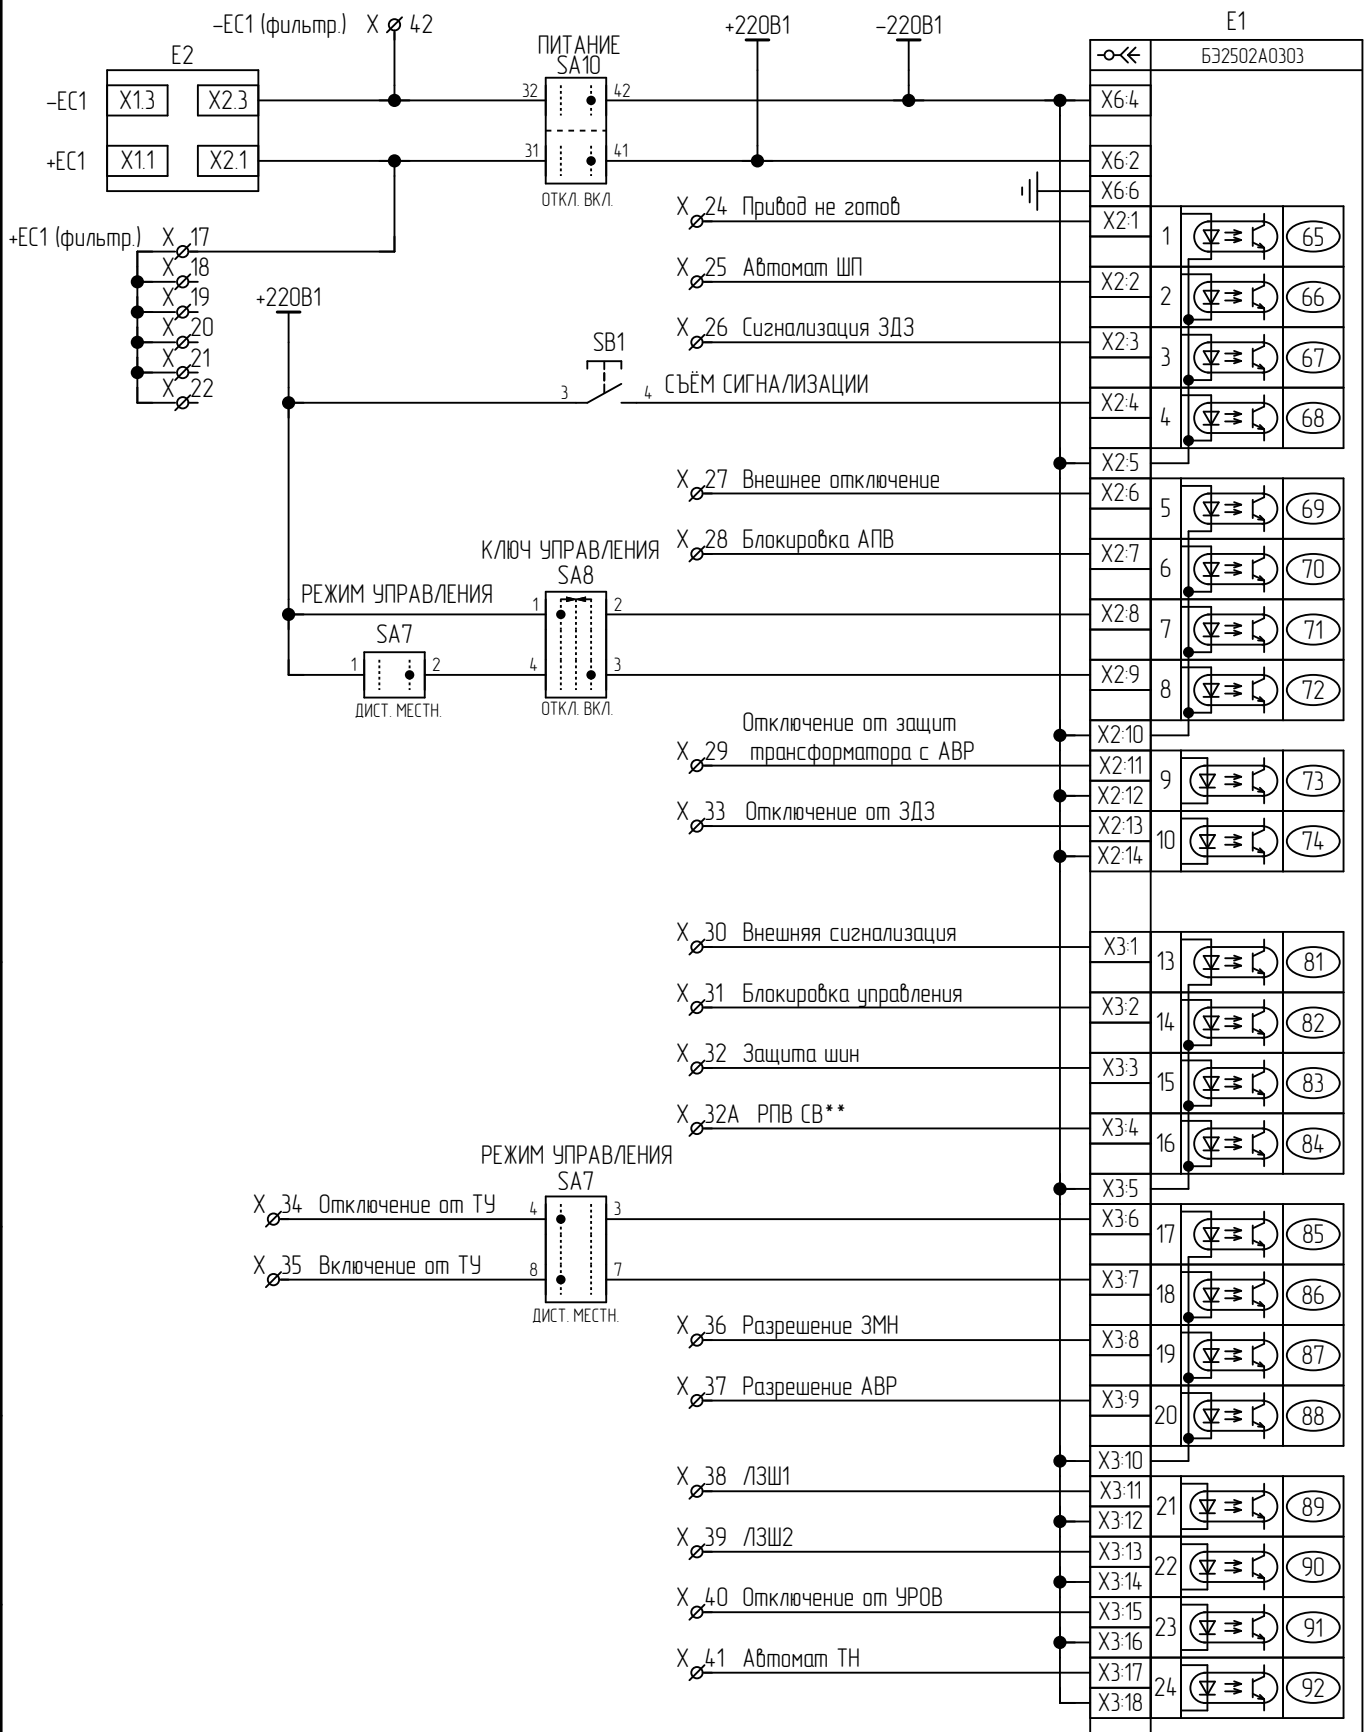 -ЕС1 (фильтр.) X 42
+220В1
-220В1
E1
E2
ПИТАНИЕ
SA10
БЭ2502А0303
-ЕС1 X1.3 X2.3
32 42
X6:4
+ЕС1 X1.1 X2.1
31 41
X6:2
ОТКЛ. ВКЛ.
X6:6
X 24 Привод не готов X2:1 1 65
+ЕС1 (фильтр.) X 17
X 18
X 19
X 20
X 21
X 22
X 25 Автомат ШП X2:2 2 66
+220В1
X 26 Сигнализация ЗДЗ X2:3 3 67
SB1
3 4 СЪЁМ СИГНАЛИЗАЦИИ X2:4 4 68
X2:5
X 27 Внешнее отключение X2:6 5 69
X 28 Блокировка АПВ X2:7 6 70
КЛЮЧ УПРАВЛЕНИЯ
SA8
РЕЖИМ УПРАВЛЕНИЯ
1 2 X2:8 7 71
SA7
1 2 4 3 X2:9 8 72
ДИСТ. МЕСТН.
ОТКЛ. ВКЛ.
X2:10
Отключение от защит
X 29 трансформатора с АВР X2:11 9 73
X2:12
X 33 Отключение от ЗДЗ X2:13 10 74
X2:14
X 30 Внешняя сигнализация X3:1 13 81
X 31 Блокировка управления X3:2 14 82
X 32 Защита шин X3:3 15 83
X 32А РПВ СВ** X3:4 16 84
РЕЖИМ УПРАВЛЕНИЯ
SA7
X3:5
X 34 Отключение от ТУ 4 3 X3:6 17 85
X 35 Включение от ТУ 8 7 X3:7 18 86
ДИСТ. МЕСТН.
X 36 Разрешение ЗМН X3:8 19 87
X 37 Разрешение АВР X3:9 20 88
X3:10
X 38 ЛЗШ1 X3:11 21 89
X3:12
X 39 ЛЗШ2 X3:13 22 90
X3:14
X 40 Отключение от УРОВ X3:15 23 91
X3:16
X 41 Автомат ТН X3:17 24 92
X3:18